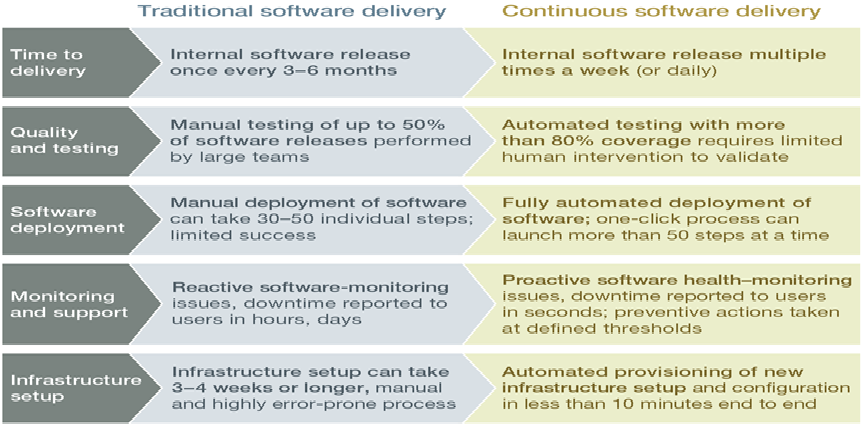 Traditional software delivery
Continuous software delivery
Time to
delivery
Internal software release
once every 3–6 months
Internal software release multiple
times a week (or daily)
Quality
and testing
Manual testing of up to 50%
of software releases performed
by large teams
Automated testing with more
than 80% coverage requires limited
human intervention to validate
Software
deployment
Manual deployment of software
can take 30–50 individual steps;
limited success
Fully automated deployment of
software; one-click process can
launch more than 50 steps at a time
Monitoring
and support
Reactive software-monitoring
issues, downtime reported to
users in hours, days
Proactive software health–monitoring
issues, downtime reported to users
in seconds; preventive actions taken
at defined thresholds
Infrastructure
setup
Infrastructure setup can take
3–4 weeks or longer, manual
and highly error-prone process
Automated provisioning of new
infrastructure setup and configuration
in less than 10 minutes end to end